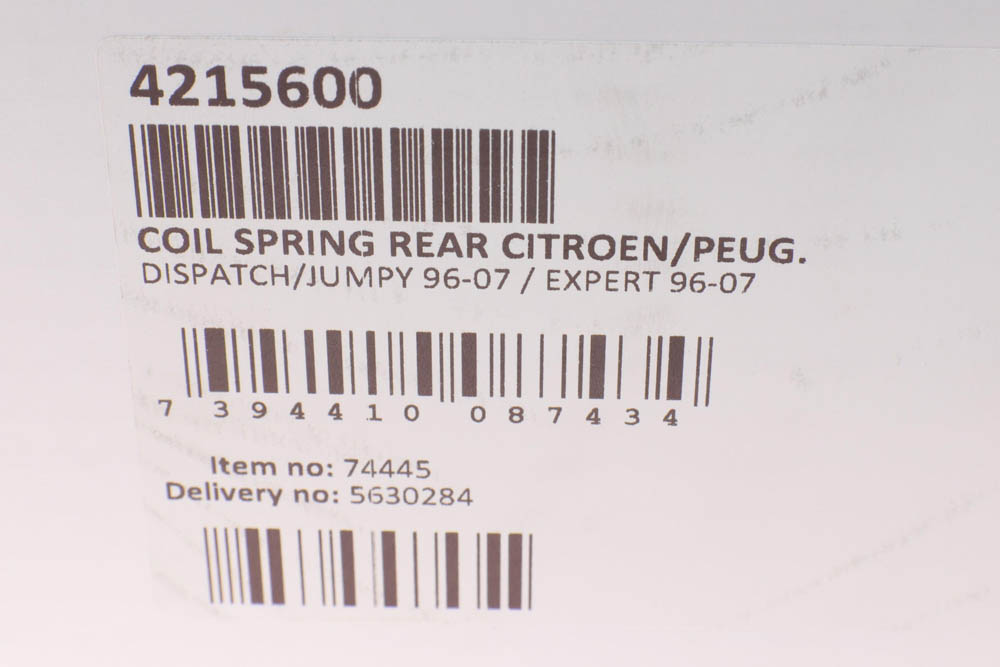 4215600
COIL SPRING REAR CITROEN/PEUG.
DISPATCH/JUMPY 96-07 / EXPERT 96-07
7 394410 087434
Item no: 74445
Delivery no: 5630284